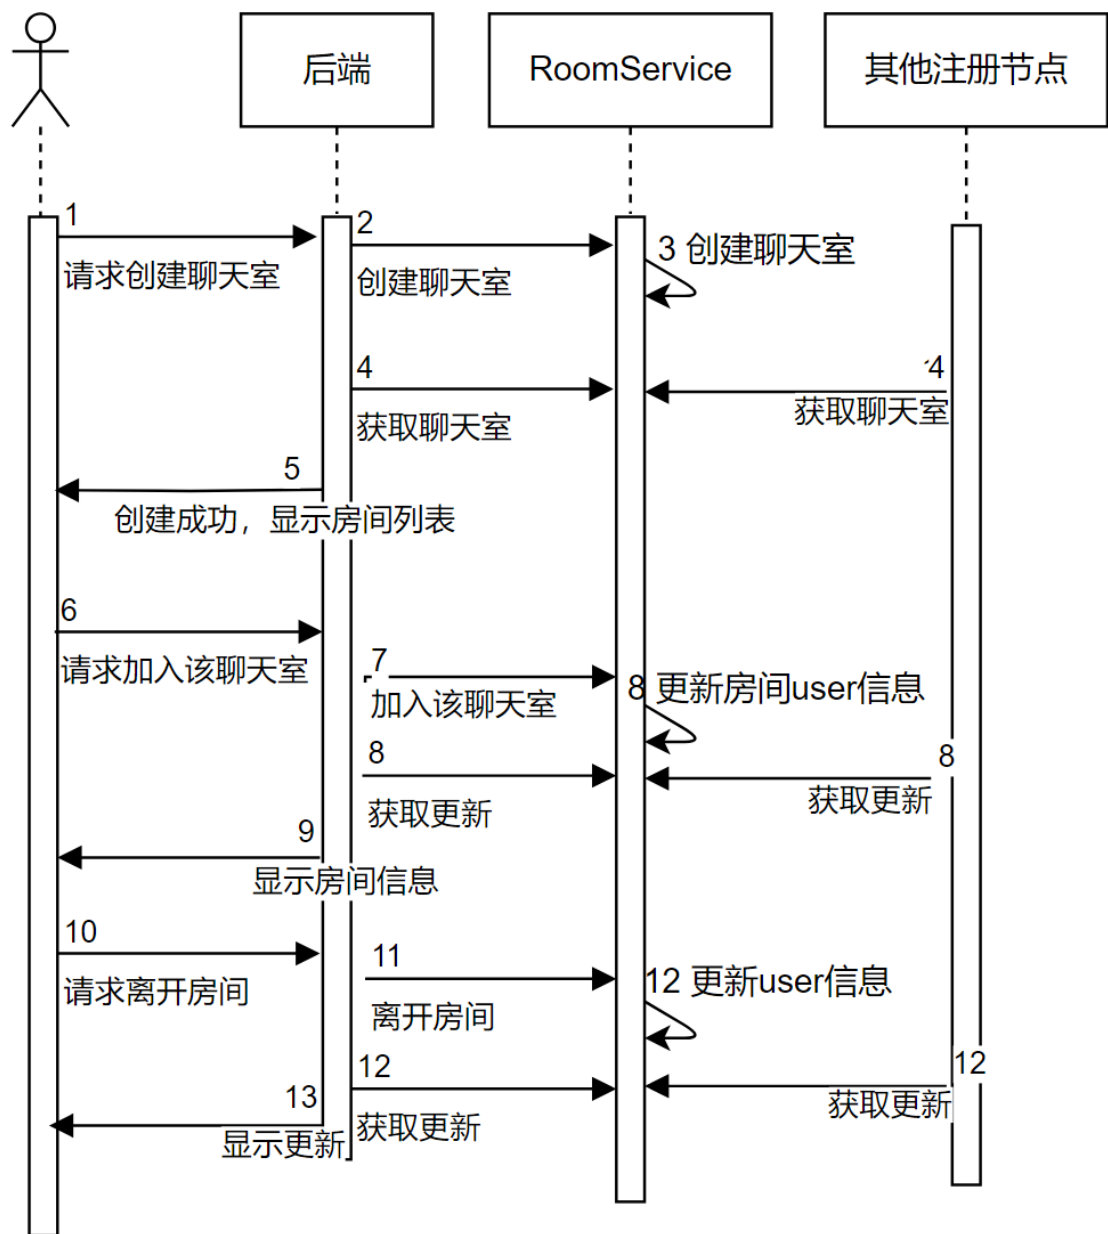 后端
RoomService
其他注册节点
1
请求创建聊天室
2
创建聊天室
3 创建聊天室
4
获取聊天室
4
获取聊天室
5
创建成功，显示房间列表
6
请求加入该聊天室
7
加入该聊天室
8 更新房间user信息
8
获取更新
8
获取更新
9
显示房间信息
10
请求离开房间
11
离开房间
12 更新user信息
12
获取更新
12
获取更新
13
显示更新